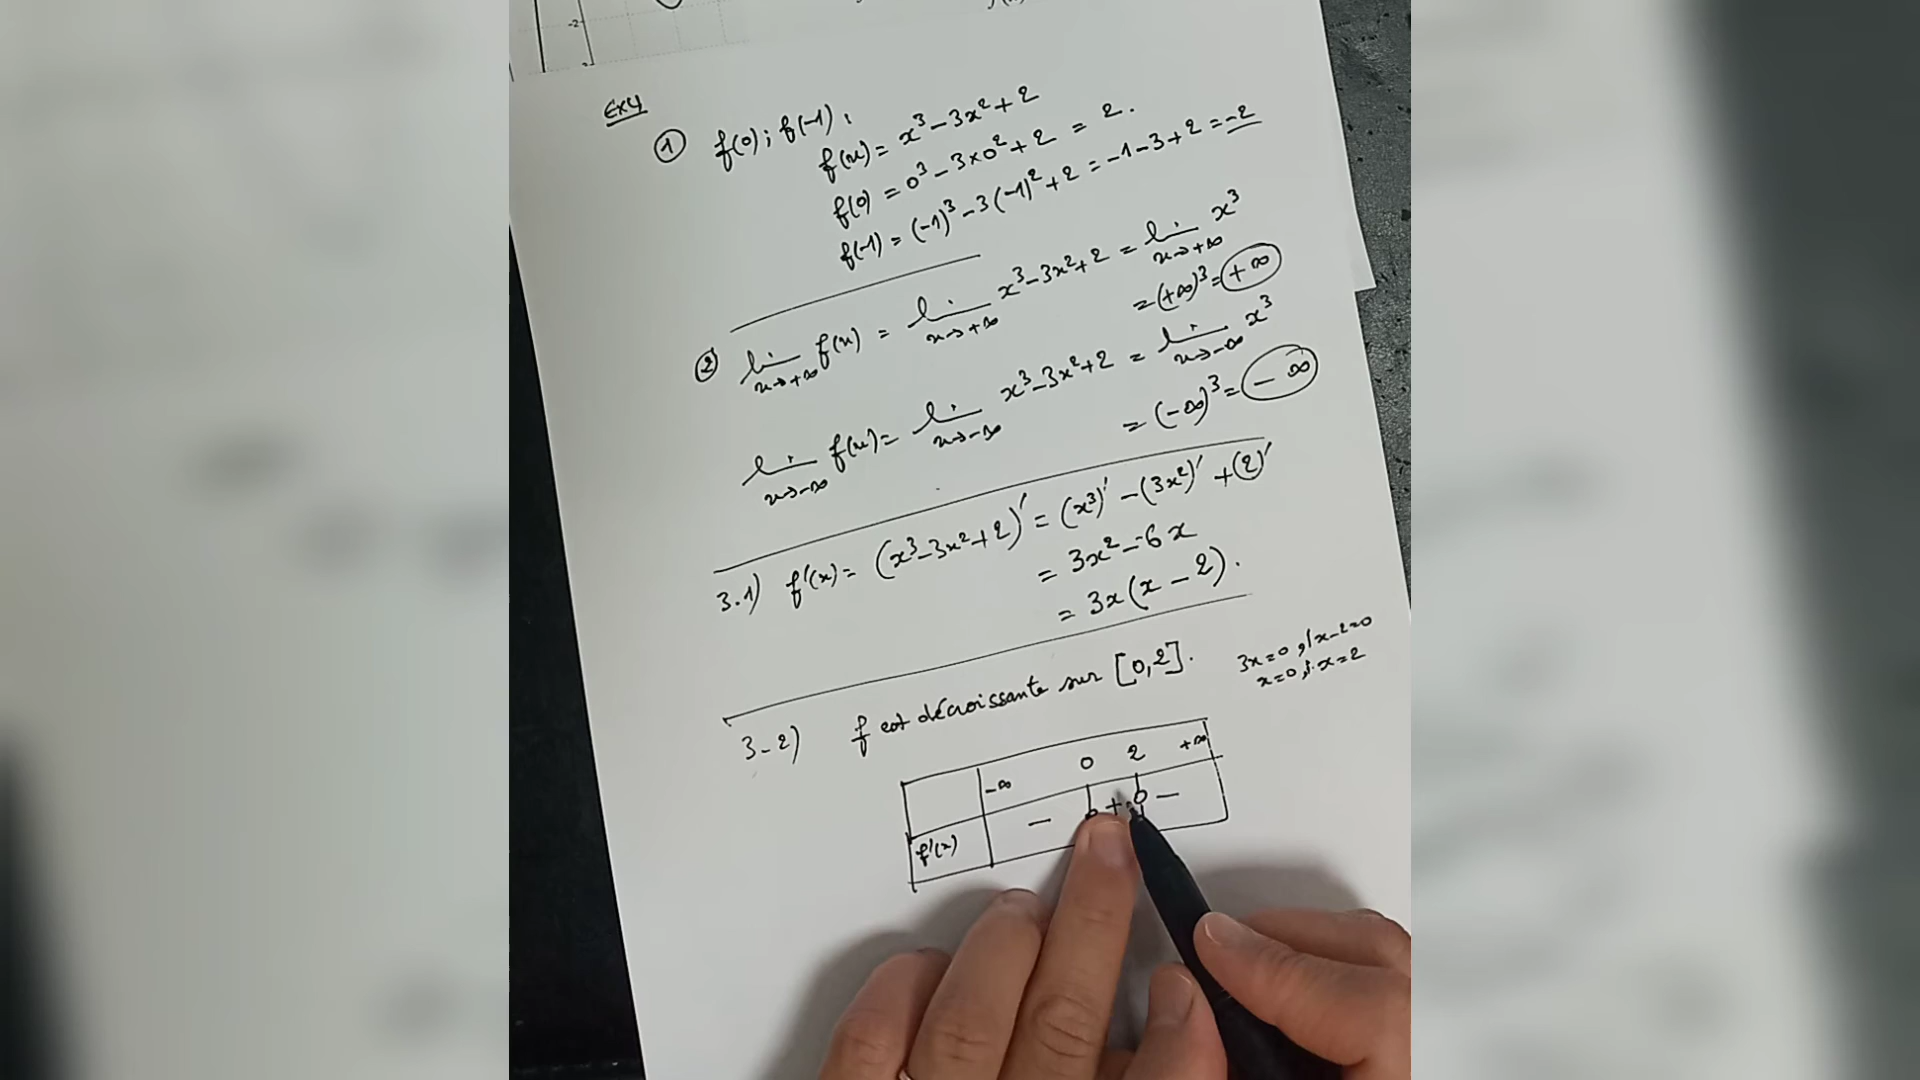 -2
Ex4
① f(0) ; f(-1) :
f(x) = x³ - 3x² + 2
f(0) = 0³ - 3×0² + 2 = 2.
f(-1) = (-1)³ - 3(-1)² + 2 = -1 - 3 + 2 = -2
② lim x→+∞ f(x) = lim x→+∞ x³ - 3x² + 2 = lim x→+∞ x³
= (+∞)³ = +∞
lim x→-∞ f(x) = lim x→-∞ x³ - 3x² + 2 = lim x→-∞ x³
= (-∞)³ = -∞
3.1) f'(x) = (x³ - 3x² + 2)' = (x³)' - (3x²)' + (2)'
= 3x² - 6x
= 3x(x - 2).
3-2) f est décroissante sur [0,2].
3x=0, x-2=0
x=0, x=2
-∞ 0 2 +∞
f'(x) - 0 + 0 -